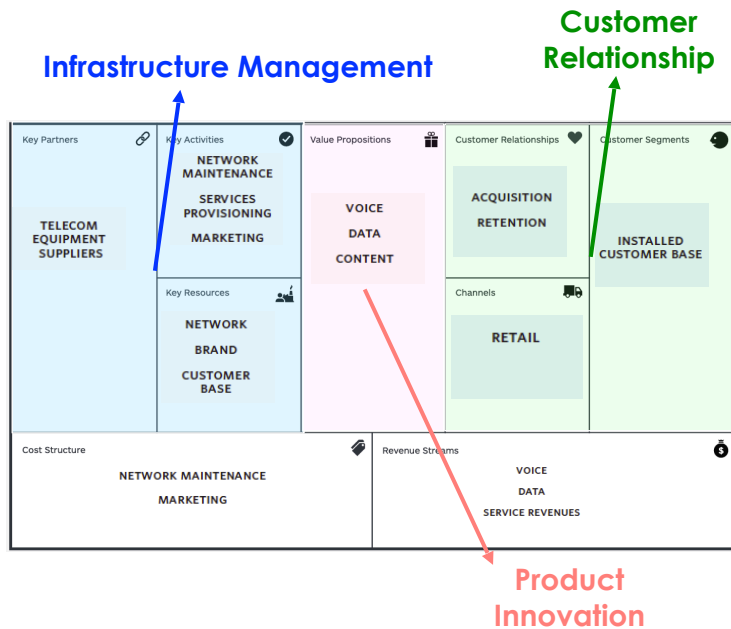 Customer
Relationship
Infrastructure Management
Key Partners
TELECOM
EQUIPMENT
SUPPLIERS
Key Activities
NETWORK
MAINTENANCE
SERVICES
PROVISIONING
MARKETING
Key Resources
NETWORK
BRAND
CUSTOMER
BASE
Value Propositions
VOICE
DATA
CONTENT
Customer Relationships
ACQUISITION
RETENTION
Channels
RETAIL
Customer Segments
INSTALLED
CUSTOMER BASE
Cost Structure
NETWORK MAINTENANCE
MARKETING
Revenue Streams
$
VOICE
DATA
SERVICE REVENUES
Product
Innovation